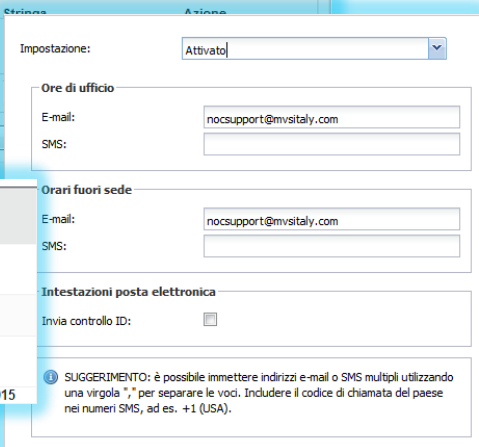 Stringa Azione
Impostazione: Attivato
Ore di ufficio
E-mail: nocsupport@mvsitaly.com
SMS:
Orari fuori sede
E-mail: nocsupport@mvsitaly.com
SMS:
Intestazioni posta elettronica
Invia controllo ID:
SUGGERIMENTO: è possibile immettere indirizzi e-mail o SMS multipli utilizzando
una virgola "," per separare le voci. Includere il codice di chiamata del paese
nei numeri SMS, ad es. +1 (USA).